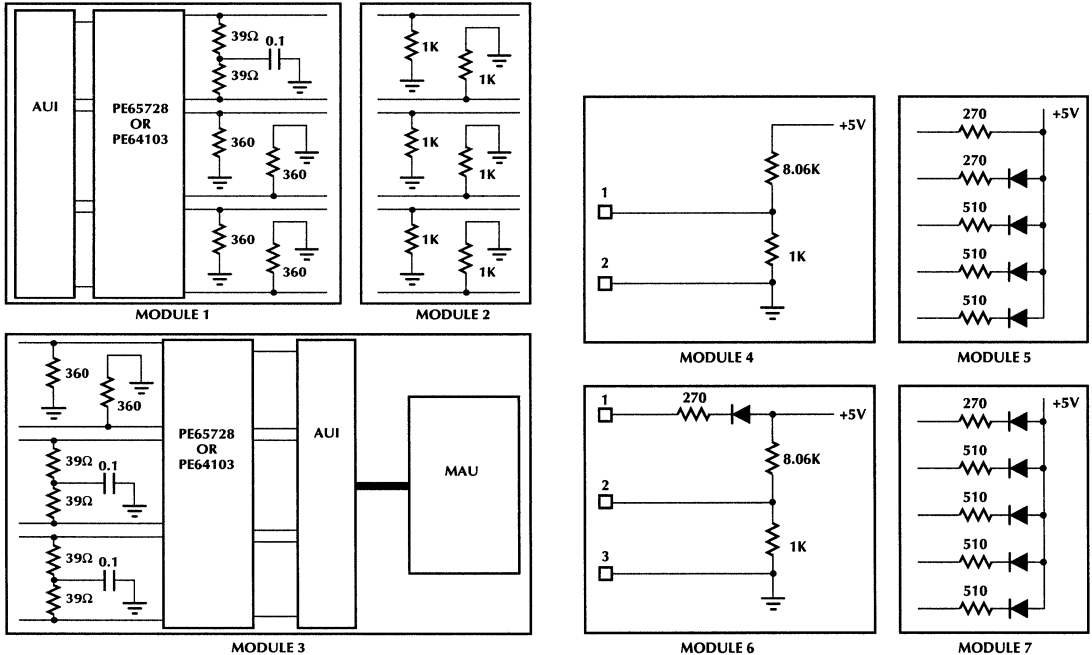 39Ω
0.1
39Ω
AUI
PE65728
OR
PE64103
360
360
360
360
MODULE 1
1K
1K
1K
1K
1K
1K
MODULE 2
360
360
39Ω
0.1
39Ω
39Ω
0.1
39Ω
PE65728
OR
PE64103
AUI
MAU
MODULE 3
+5V
8.06K
1
1K
2
MODULE 4
270
+5V
270
510
510
510
MODULE 5
1
270
+5V
8.06K
2
1K
3
MODULE 6
270
+5V
510
510
510
510
MODULE 7